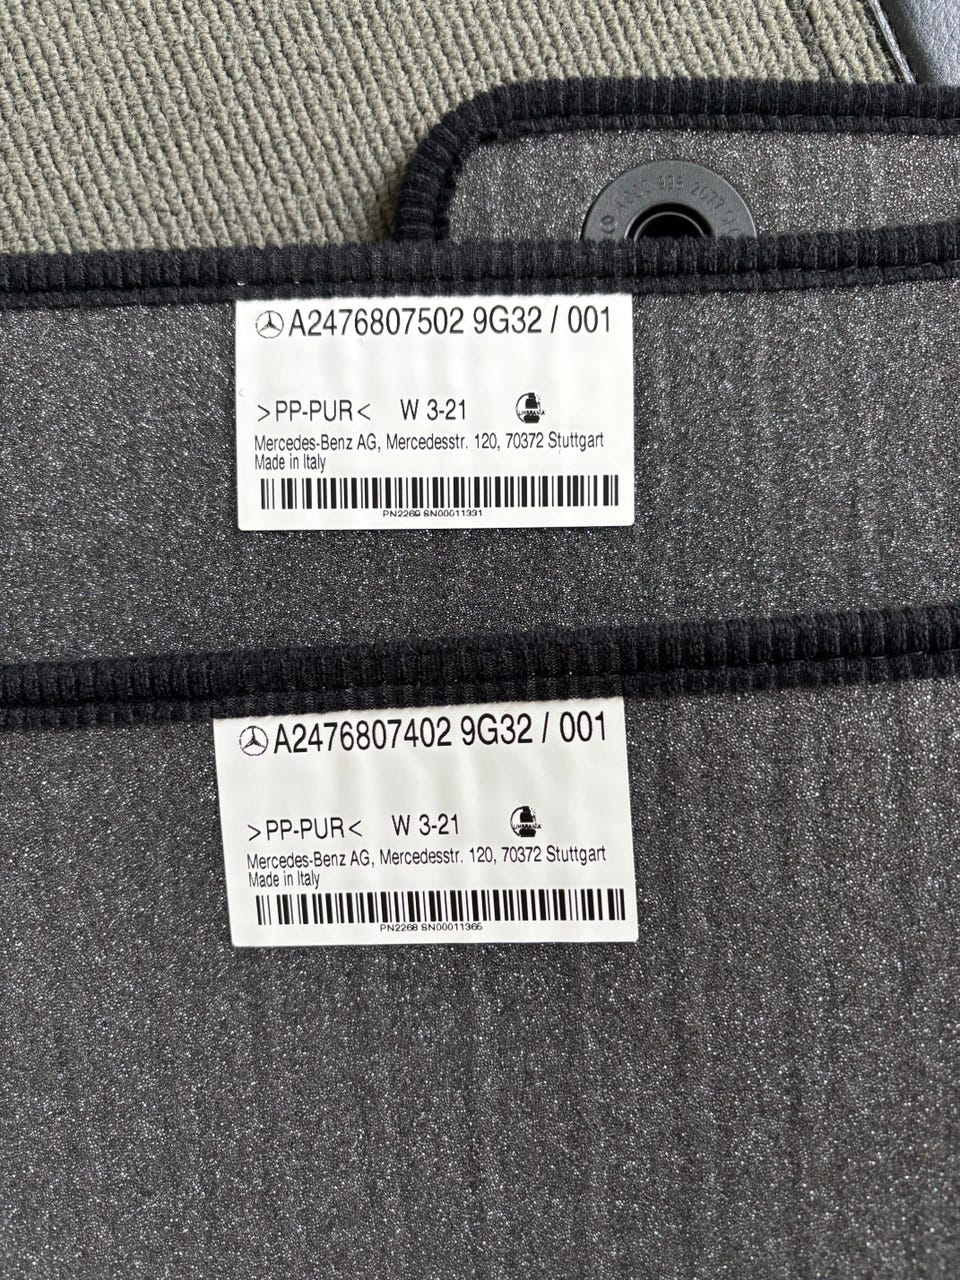 A2476807502 9G32 / 001
>PP-PUR< W 3-21
Mercedes-Benz AG, Mercedesstr. 120, 70372 Stuttgart
Made in Italy
PN2269 SN00011331
A2476807402 9G32 / 001
>PP-PUR< W 3-21
Mercedes-Benz AG, Mercedesstr. 120, 70372 Stuttgart
Made in Italy
PN2268 SN00011365